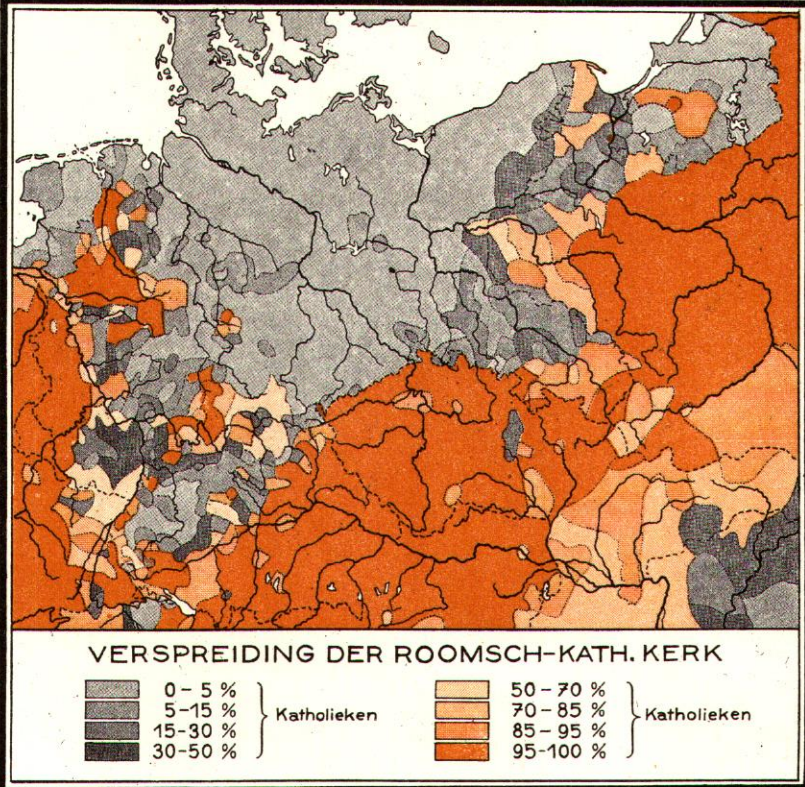 VERSPREIDING DER ROOMSCH-KATH. KERK
0-5 %
5-15 %
15-30 %
30-50 %
Katholieken
50-70 %
70-85 %
85-95 %
95-100 %
Katholieken